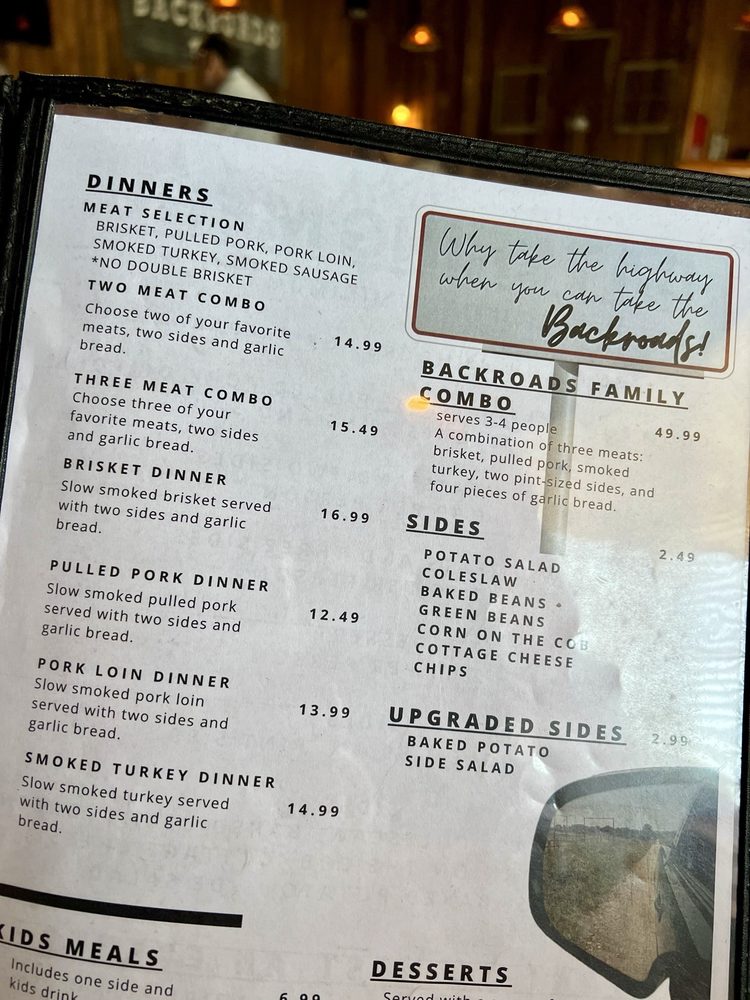 BACKROADS
DINNERS
MEAT SELECTION
BRISKET, PULLED PORK, PORK LOIN,
SMOKED TURKEY, SMOKED SAUSAGE
*NO DOUBLE BRISKET
TWO MEAT COMBO
Choose two of your favorite
meats, two sides and garlic
bread.
14.99
THREE MEAT COMBO
Choose three of your
favorite meats, two sides
and garlic bread.
15.49
BRISKET DINNER
Slow smoked brisket served
with two sides and garlic
bread.
16.99
PULLED PORK DINNER
Slow smoked pulled pork
served with two sides and
garlic bread.
12.49
PORK LOIN DINNER
Slow smoked pork loin
served with two sides and
garlic bread.
13.99
SMOKED TURKEY DINNER
Slow smoked turkey served
with two sides and garlic
bread.
14.99
KIDS MEALS
Includes one side and
kids drink
6.99
Why take the highway
when you can take the
Backroads!
BACKROADS FAMILY
COMBO
serves 3-4 people
49.99
A combination of three meats:
brisket, pulled pork, smoked
turkey, two pint-sized sides, and
four pieces of garlic bread.
SIDES
POTATO SALAD
2.49
COLESLAW
BAKED BEANS
GREEN BEANS
CORN ON THE COB
COTTAGE CHEESE
CHIPS
UPGRADED SIDES
2.99
BAKED POTATO
SIDE SALAD
DESSERTS
Served with